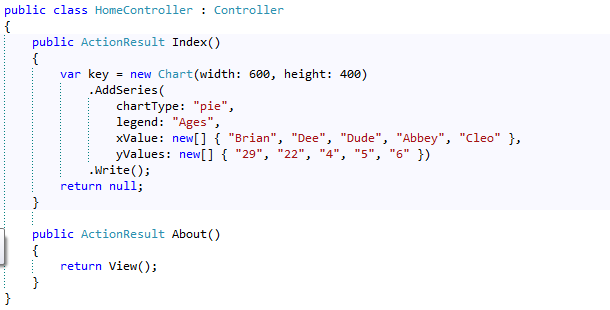 public class HomeController : Controller
{
    public ActionResult Index()
    {
        var key = new Chart(width: 600, height: 400)
            .AddSeries(
                chartType: "pie",
                legend: "Ages",
                xValue: new[] { "Brian", "Dee", "Dude", "Abbey", "Cleo" },
                yValues: new[] { "29", "22", "4", "5", "6" })
            .Write();
        return null;
    }

    public ActionResult About()
    {
        return View();
    }
}